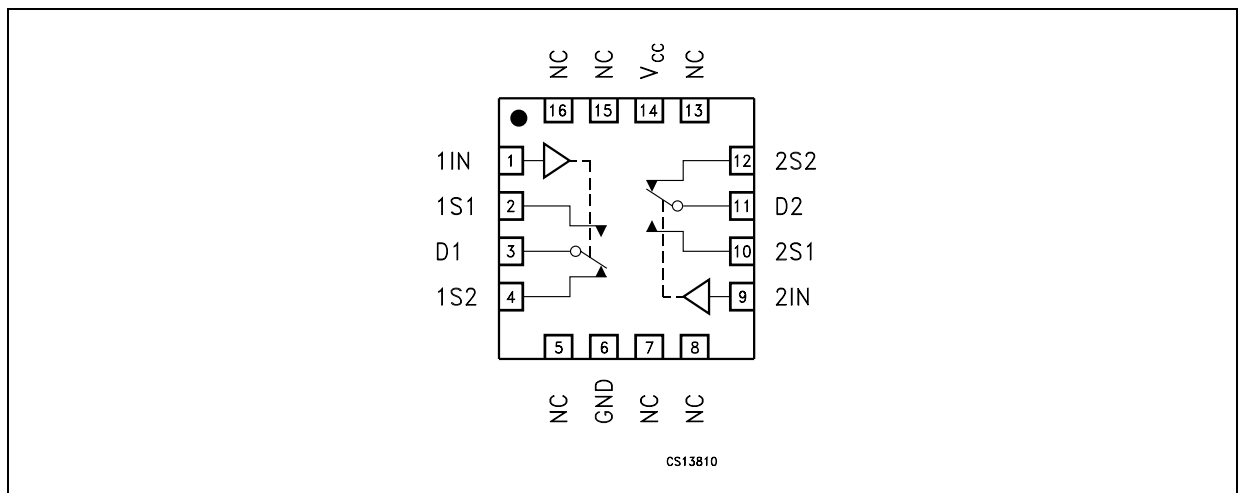 NC NC VCC NC
16 15 14 13
1IN 1 12 2S2
1S1 2 11 D2
D1 3 10 2S1
1S2 4 9 2IN
5 6 7 8
NC GND NC NC
CS13810